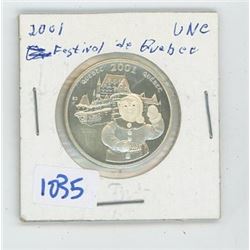 2001 UNC
Festival de Quebec
QUEBEC 2001 QUEBEC
1035